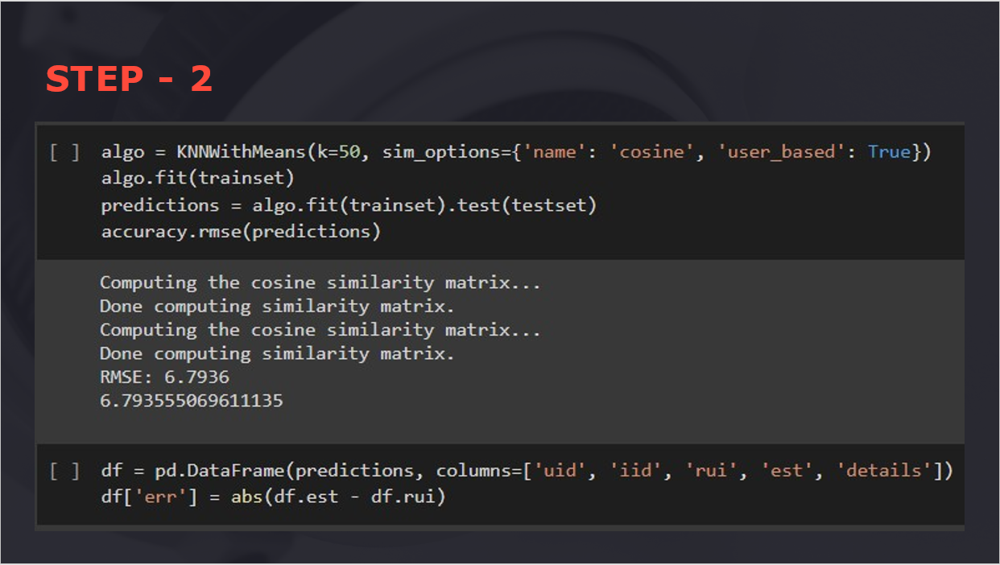 STEP - 2
[ ] algo = KNNWithMeans(k=50, sim_options={'name': 'cosine', 'user_based': True})
algo.fit(trainset)
predictions = algo.fit(trainset).test(testset)
accuracy.rmse(predictions)
Computing the cosine similarity matrix...
Done computing similarity matrix.
Computing the cosine similarity matrix...
Done computing similarity matrix.
RMSE: 6.7936
6.793555069611135
[ ] df = pd.DataFrame(predictions, columns=['uid', 'iid', 'rui', 'est', 'details'])
df['err'] = abs(df.est - df.rui)